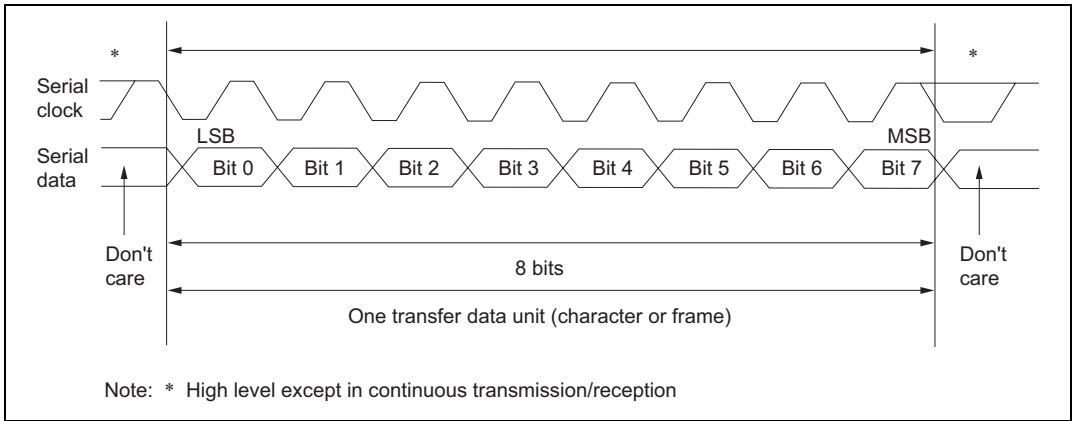 * *
Serial
clock
LSB MSB
Serial
data
Bit 0 Bit 1 Bit 2 Bit 3 Bit 4 Bit 5 Bit 6 Bit 7
Don't
care
8 bits
Don't
care
One transfer data unit (character or frame)
Note: * High level except in continuous transmission/reception